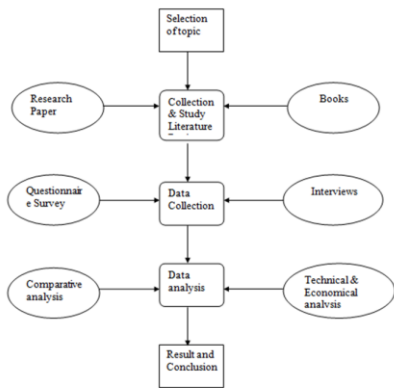 Selection
of topic
Research
Paper
Collection
& Study
Literature
Books
Questionnair
e Survey
Data
Collection
Interviews
Comparative
analysis
Data
analysis
Technical &
Economical
analysis
Result and
Conclusion